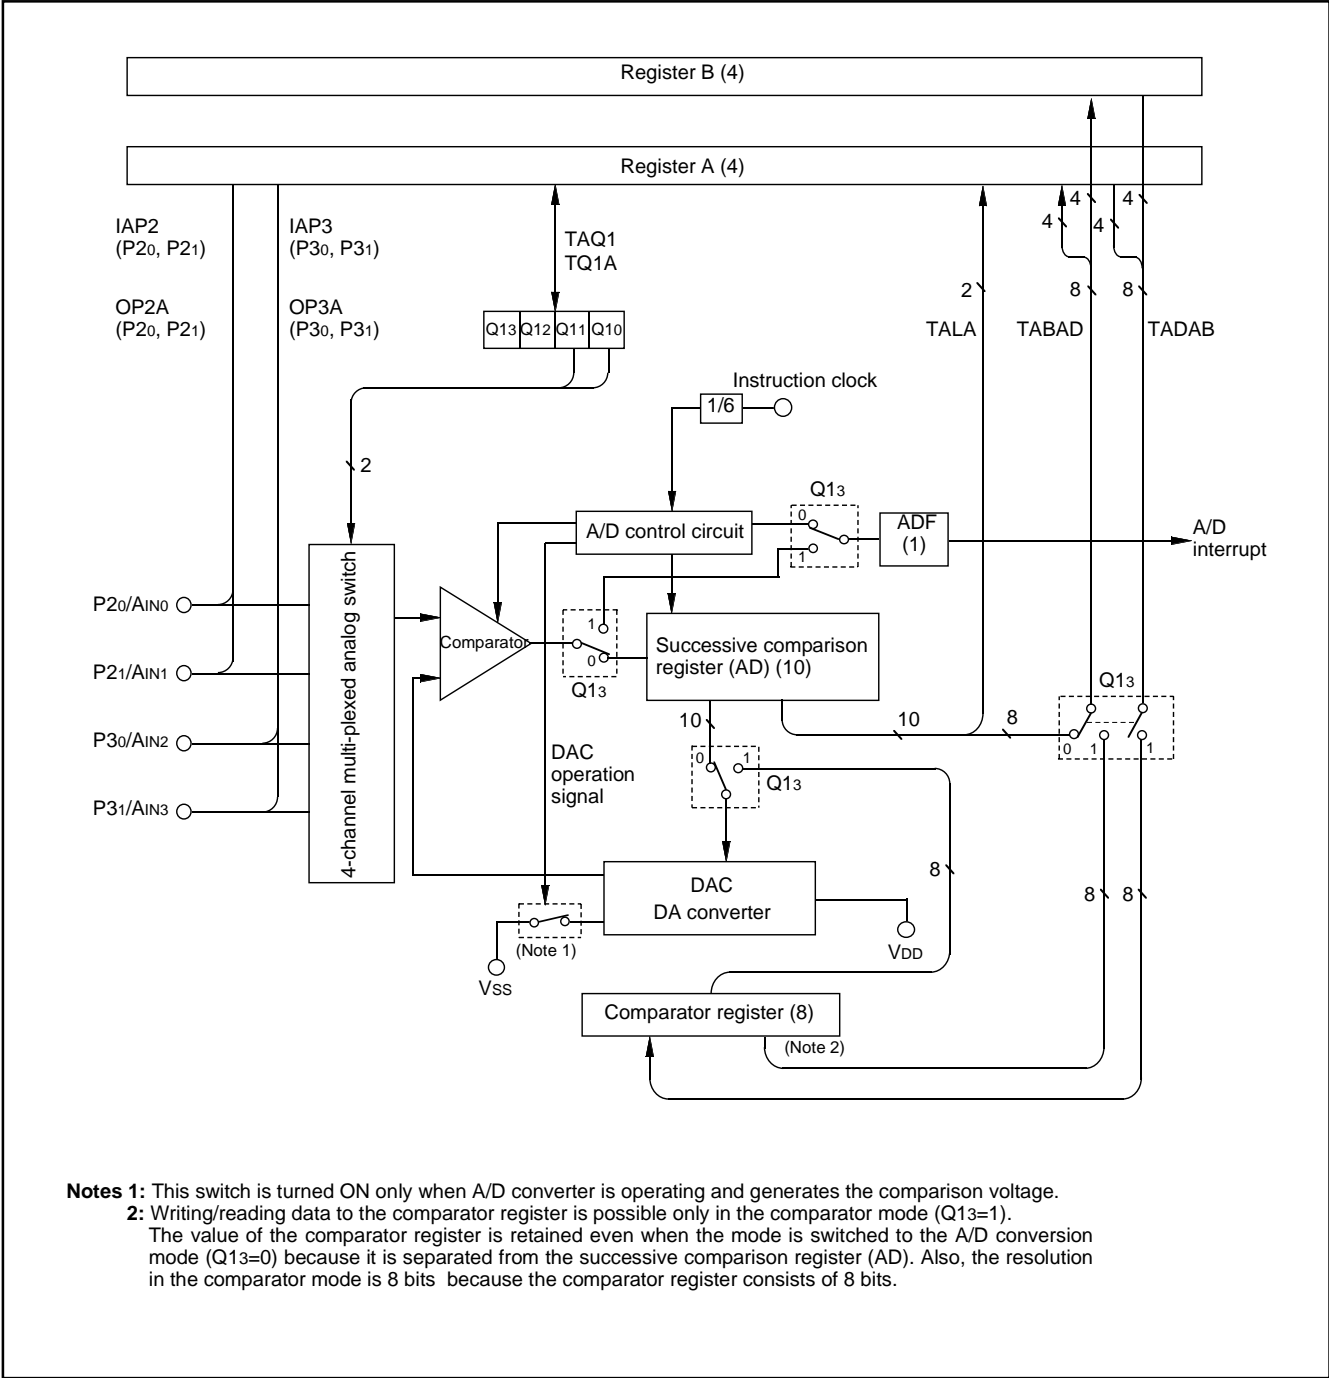 Register B (4)
Register A (4)
IAP2
(P20, P21)
IAP3
(P30, P31)
OP2A
(P20, P21)
OP3A
(P30, P31)
TAQ1
TQ1A
Q13 Q12 Q11 Q10
4
4
4
4
2
8
8
TALA
TABAD
TADAB
Instruction clock
1/6
2
Q13
0
1
A/D control circuit
ADF
(1)
A/D
interrupt
4-channel multi-plexed analog switch
P20/AIN0
P21/AIN1
P30/AIN2
P31/AIN3
Comparator
1
0
Q13
Successive comparison
register (AD) (10)
Q13
0
1
1
10
10
8
DAC
operation
signal
0
1
Q13
8
8
8
DAC
DA converter
(Note 1)
VSS
VDD
Comparator register (8)
(Note 2)
Notes 1: This switch is turned ON only when A/D converter is operating and generates the comparison voltage.
2: Writing/reading data to the comparator register is possible only in the comparator mode (Q13=1).
The value of the comparator register is retained even when the mode is switched to the A/D conversion
mode (Q13=0) because it is separated from the successive comparison register (AD). Also, the resolution
in the comparator mode is 8 bits because the comparator register consists of 8 bits.